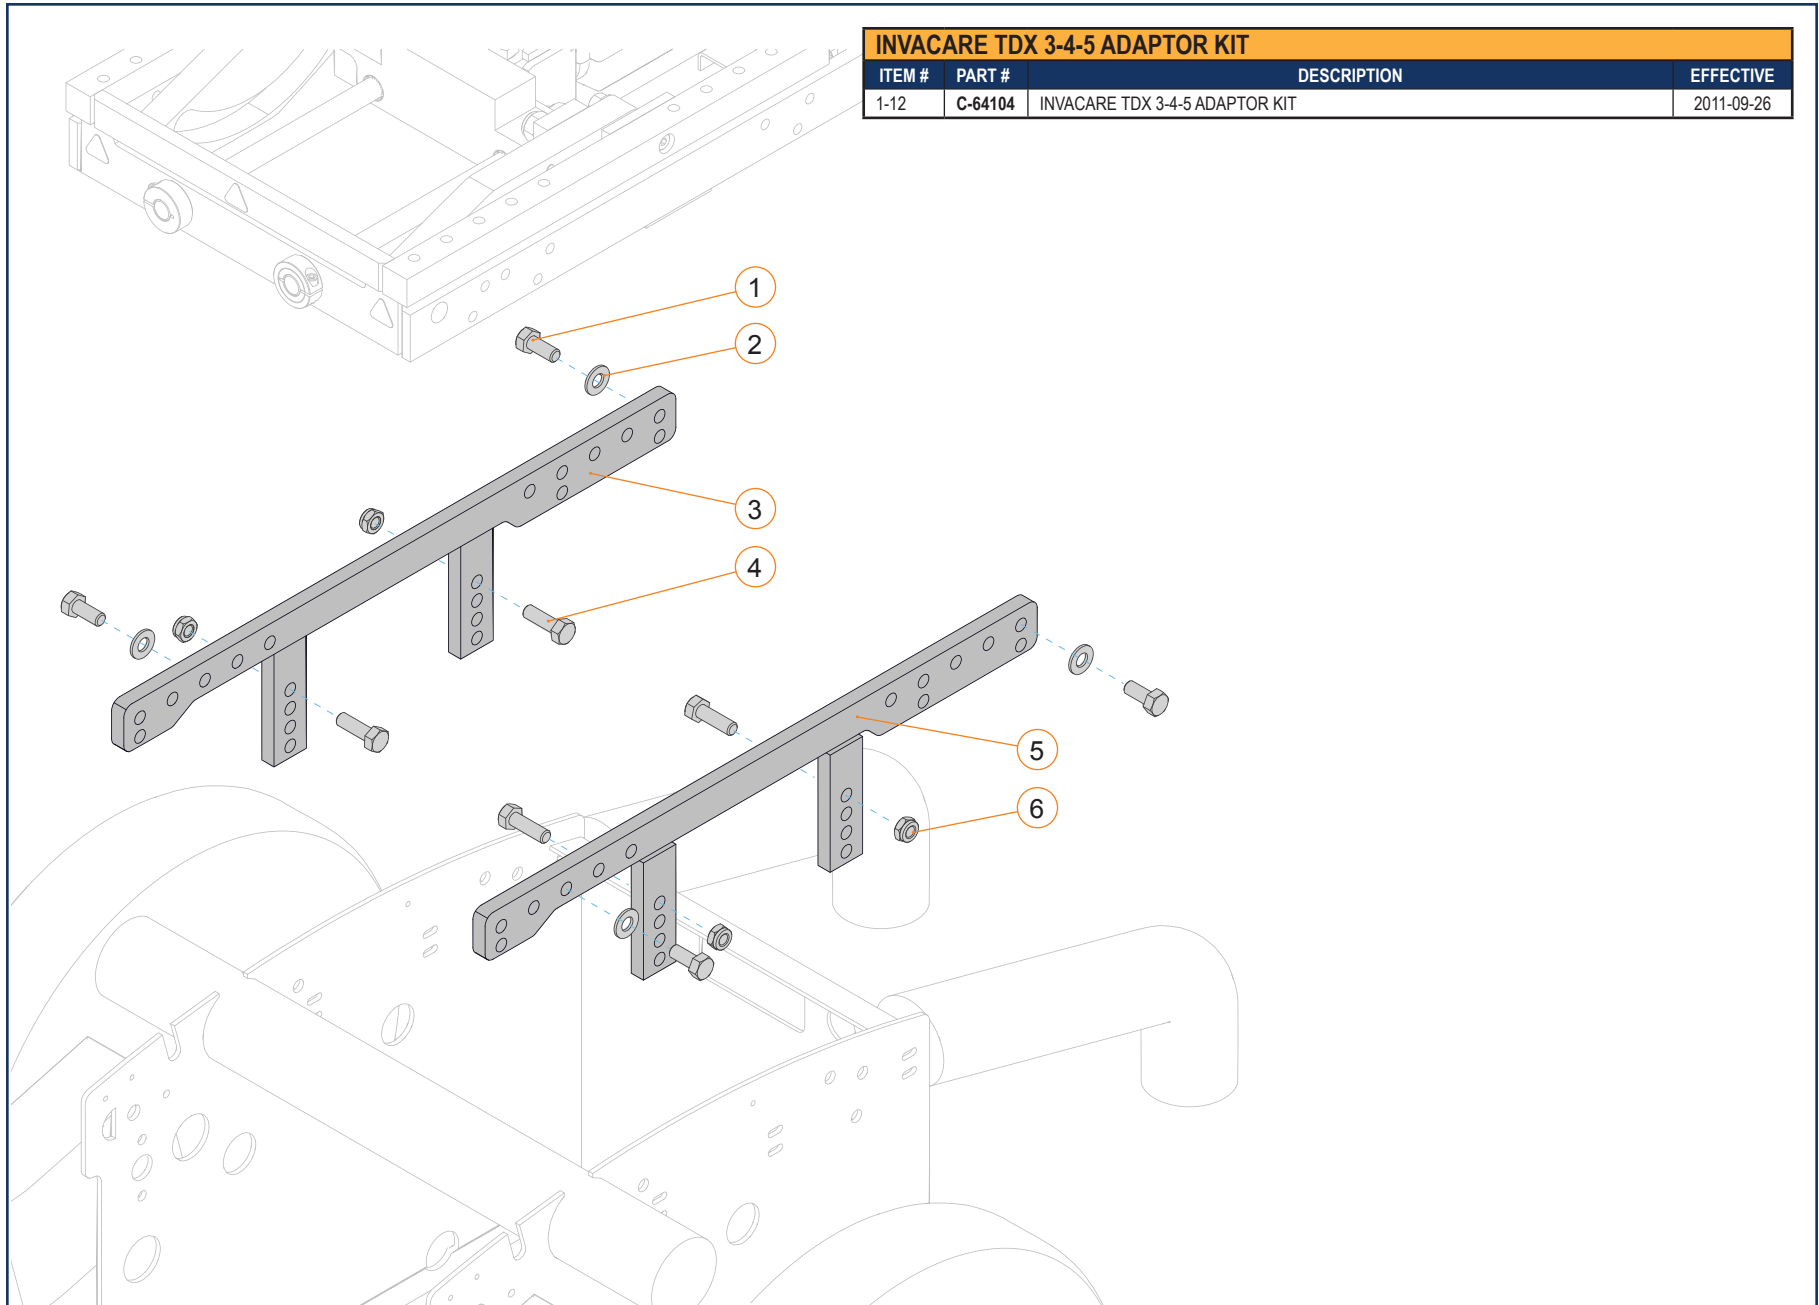 INVACARE TDX 3-4-5 ADAPTOR KIT
ITEM # PART # DESCRIPTION EFFECTIVE
1-12 C-64104 INVACARE TDX 3-4-5 ADAPTOR KIT 2011-09-26
1
2
3
4
5
6